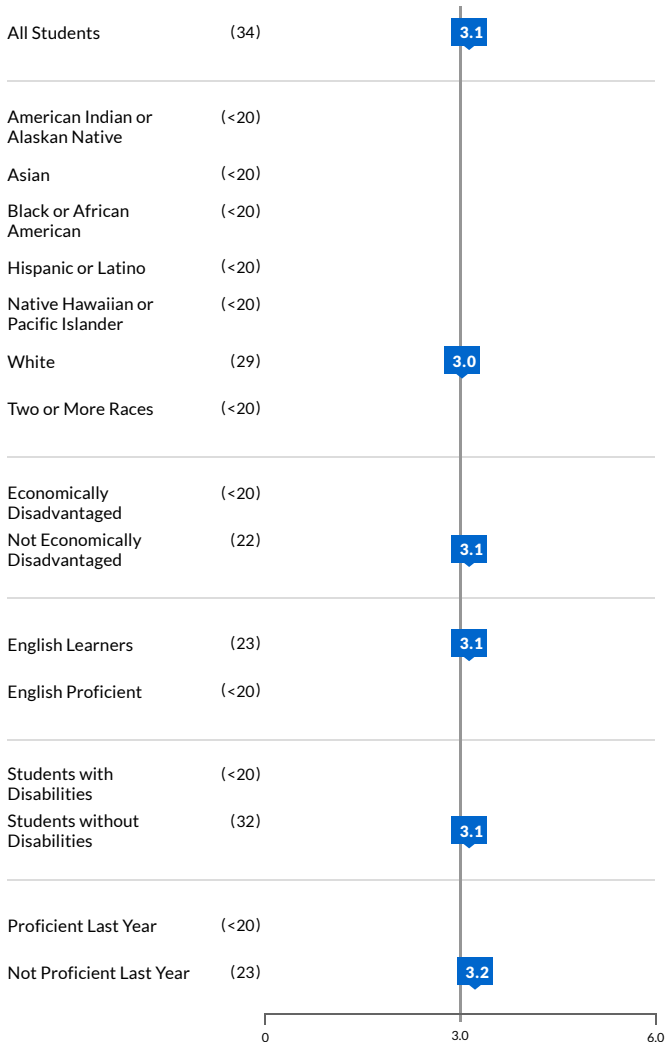 All Students (34) 3.1
American Indian or (<20)
Alaskan Native
Asian (<20)
Black or African (<20)
American
Hispanic or Latino (<20)
Native Hawaiian or (<20)
Pacific Islander
White (29) 3.0
Two or More Races (<20)
Economically (<20)
Disadvantaged
Not Economically (22) 3.1
Disadvantaged
English Learners (23) 3.1
English Proficient (<20)
Students with (<20)
Disabilities
Students without (32) 3.1
Disabilities
Proficient Last Year (<20)
Not Proficient Last Year (23) 3.2
0 3.0 6.0